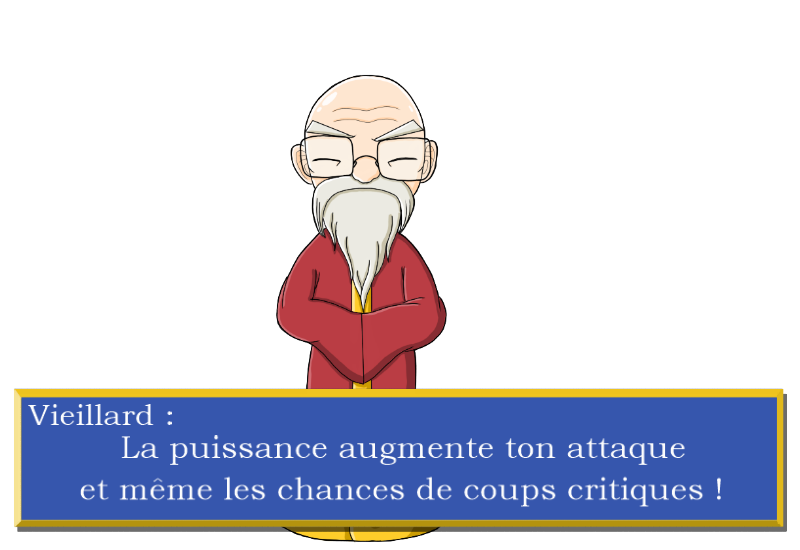 Vieillard :
La puissance augmente ton attaque
et même les chances de coups critiques !